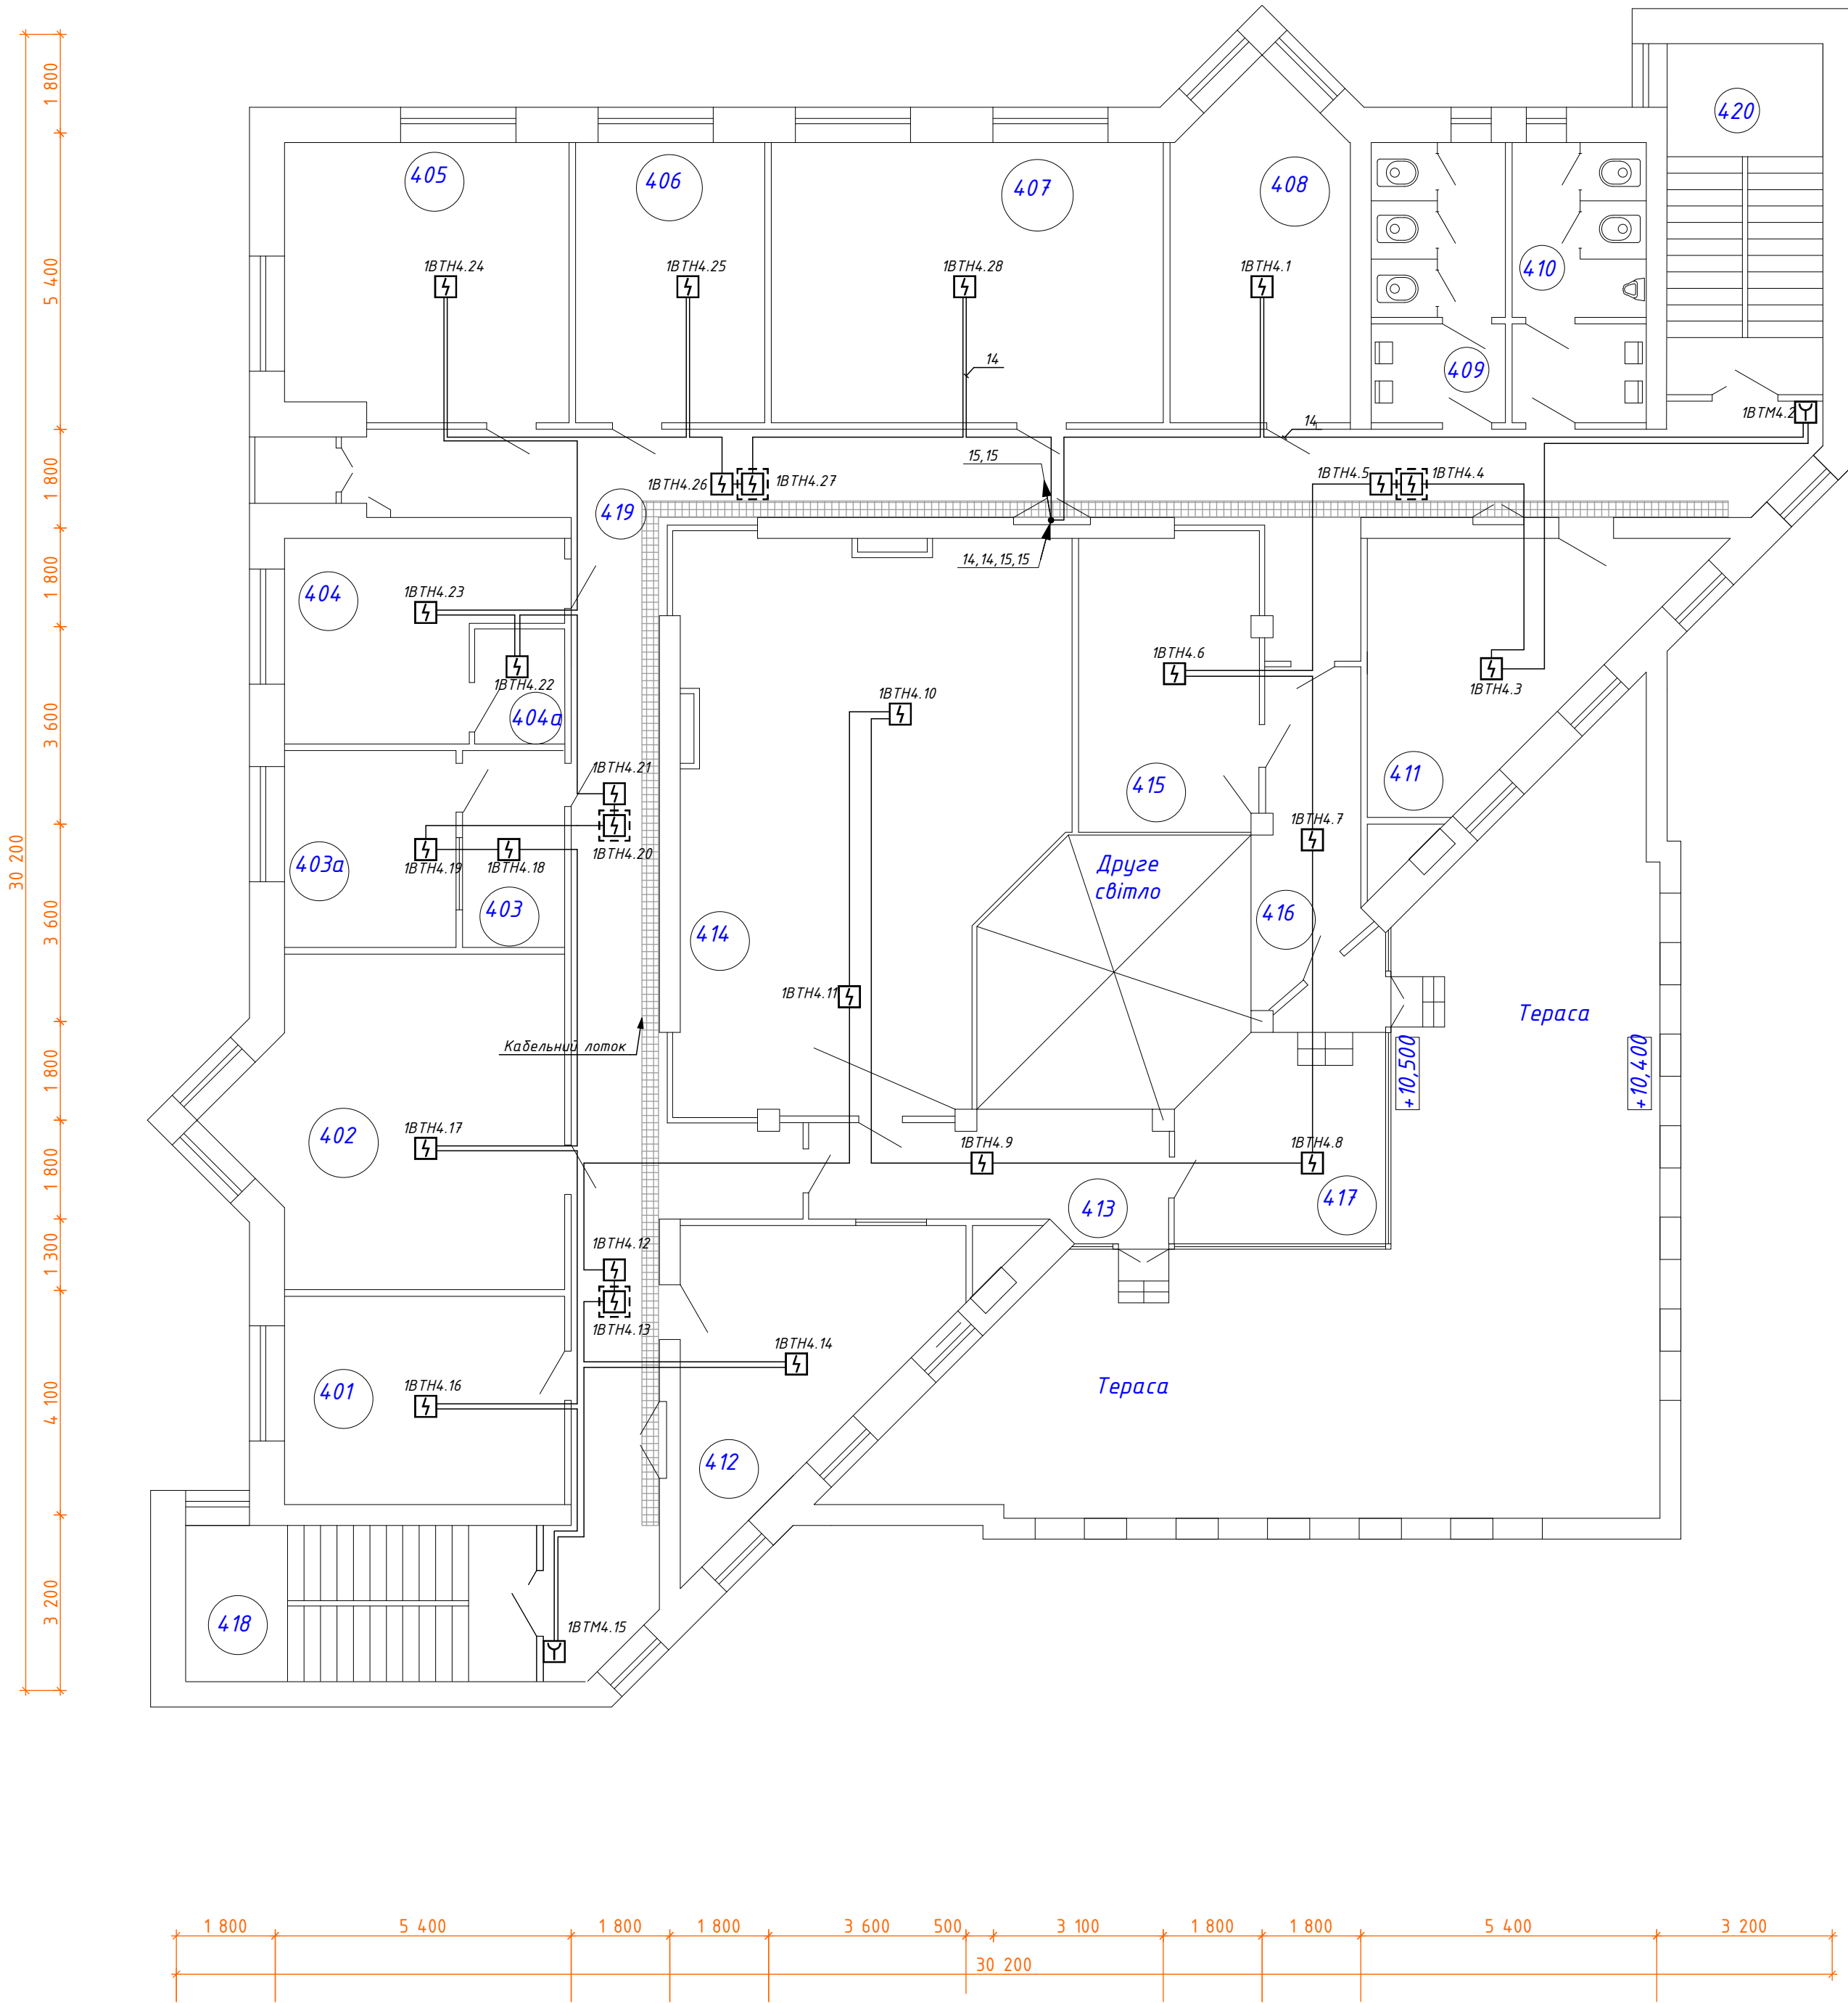 420
405
406
407
408
410
1ВТН4.24
1ВТН4.25
1ВТН4.28
1ВТН4.1
14
409
14
1ВТМ4.2
15,15
1ВТН4.26
1ВТН4.27
1ВТН4.5
1ВТН4.4
419
14,14,15,15
404
1ВТН4.23
1ВТН4.6
1ВТН4.22
1ВТН4.3
404а
1ВТН4.10
1ВТН4.21
415
411
1ВТН4.7
1ВТН4.20
403а
1ВТН4.19
1ВТН4.18
Друге
світло
403
414
416
1ВТН4.11
Тераса
Кабельний лоток
+10,500
+10,400
402
1ВТН4.17
1ВТН4.9
1ВТН4.8
413
417
1ВТН4.12
1ВТН4.13
1ВТН4.14
401
1ВТН4.16
Тераса
412
418
1ВТМ4.15
1 800
5 400
1 800
1 800
3 600
3 600
1 800
1 800
1 300
4 100
3 200
30 200
1 800
5 400
1 800
1 800
3 600
500
3 100
1 800
1 800
5 400
3 200
30 200